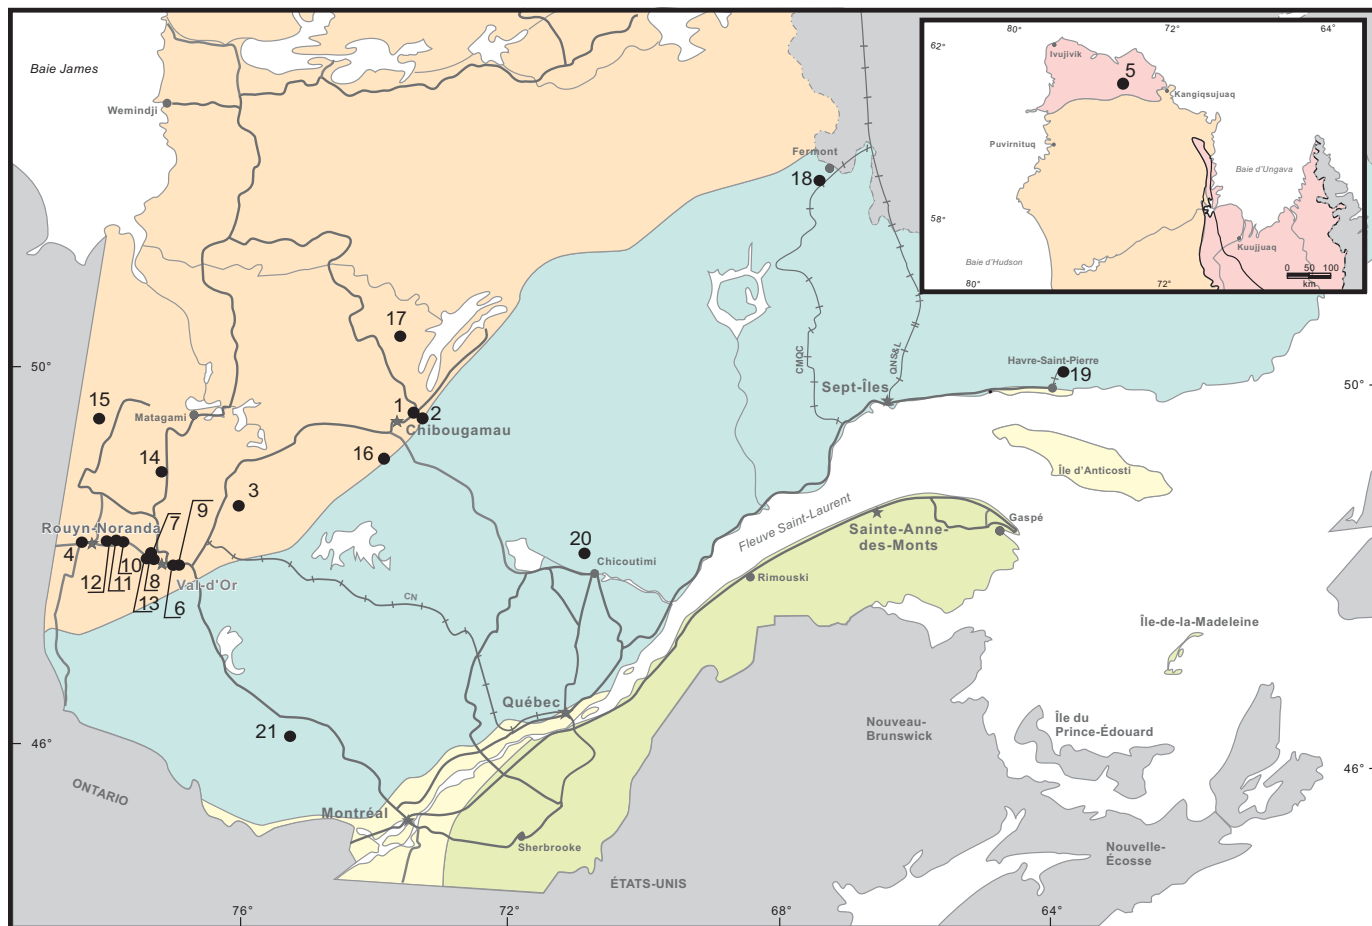 80°
72°
64°
62°
Ivujivik
5
Kangiqsujuaq
Puvirnituq
Baie d'Ungava
58°
Kuujjuaq
Baie d'Hudson
0 50 100
km
80°
72°
Baie James
Wemindji
Fermont
18
17
50°
CMQC
QNS&L
Havre-Saint-Pierre
19
50°
Sept-Îles
15
Matagami
1
2
Chibougamau
16
14
Île d'Anticosti
3
9
7
Rouyn-Noranda
4
Fleuve Saint-Laurent
Sainte-Anne-
des-Monts
Gaspé
20
Chicoutimi
Rimouski
12
11
10
8
13
6
Val-d'Or
CN
Île-de-la-Madeleine
Québec
21
Nouveau-
Brunswick
Île du
Prince-Édouard
46°
46°
ONTARIO
Montréal
Sherbrooke
Nouvelle-
Écosse
ÉTATS-UNIS
76°
72°
68°
64°